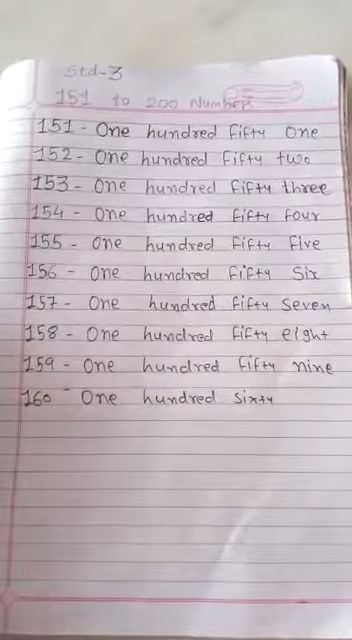 Std-3
151 to 200 Number
151 - One hundred fifty one
152 - One hundred fifty two
153 - One hundred fifty three
154 - One hundred fifty four
155 - One hundred fifty five
156 - One hundred fifty six
157 - One hundred fifty seven
158 - One hundred fifty eight
159 - One hundred fifty nine
160 - One hundred sixty